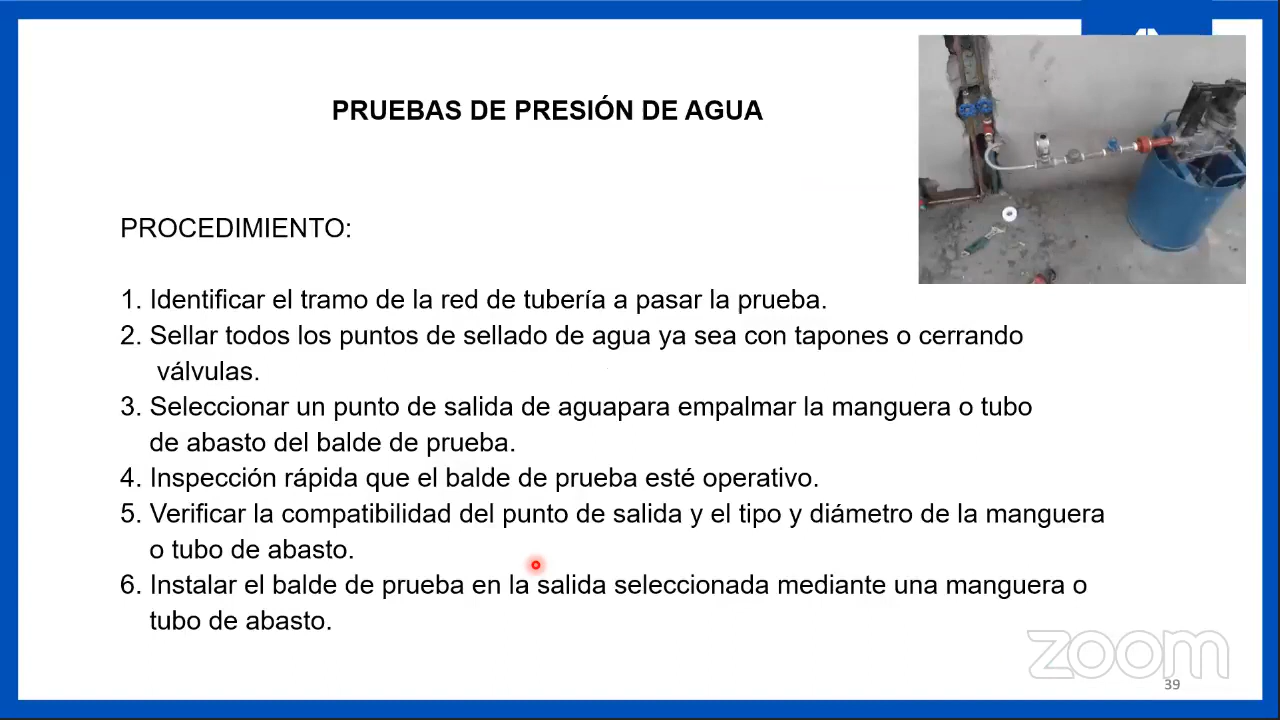 PRUEBAS DE PRESIÓN DE AGUA
PROCEDIMIENTO:
1. Identificar el tramo de la red de tubería a pasar la prueba.
2. Sellar todos los puntos de sellado de agua ya sea con tapones o cerrando
válvulas.
3. Seleccionar un punto de salida de aguapara empalmar la manguera o tubo
de abasto del balde de prueba.
4. Inspección rápida que el balde de prueba esté operativo.
5. Verificar la compatibilidad del punto de salida y el tipo y diámetro de la manguera
o tubo de abasto.
6. Instalar el balde de prueba en la salida seleccionada mediante una manguera o
tubo de abasto.
zoom
39